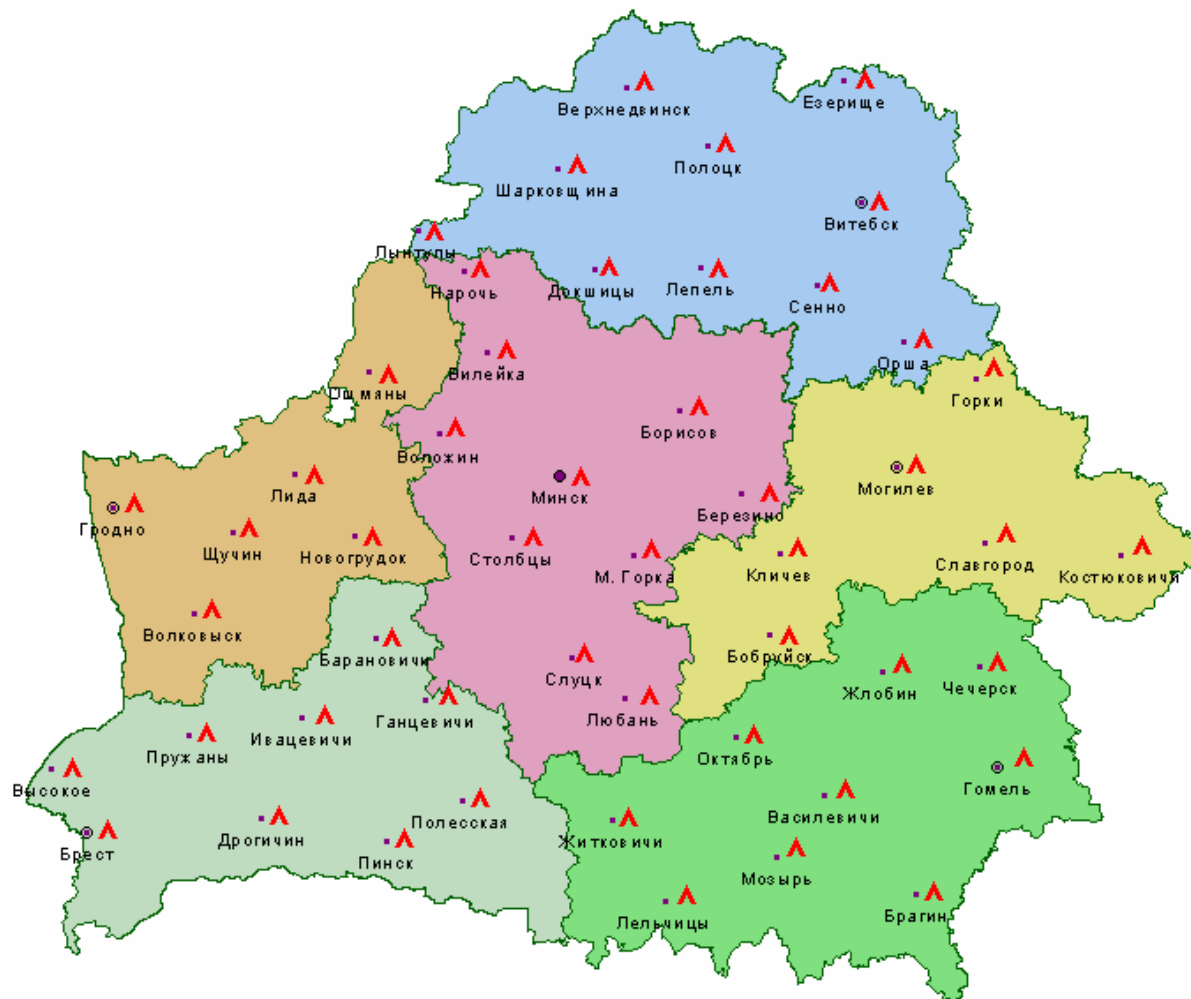 Езерище
Верхнедвинск
Полоцк
Шарковщина
Витебск
Лынтулы
Нарочь
Докшицы
Лепель
Сенно
Орша
Вилейка
Горки
Ошмяны
Борисов
Воложин
Минск
Могилев
Лида
Березино
Гродно
Щучин
Новогрудок
Столбцы
М. Горка
Кличев
Славгород
Костюковичи
Волковыск
Барановичи
Бобруйск
Слуцк
Жлобин
Чечерск
Ганцевичи
Любань
Ивацевичи
Пружаны
Октябрь
Высокое
Гомель
Полесская
Василевичи
Дрогичин
Житковичи
Брест
Пинск
Мозырь
Лельчицы
Брагин